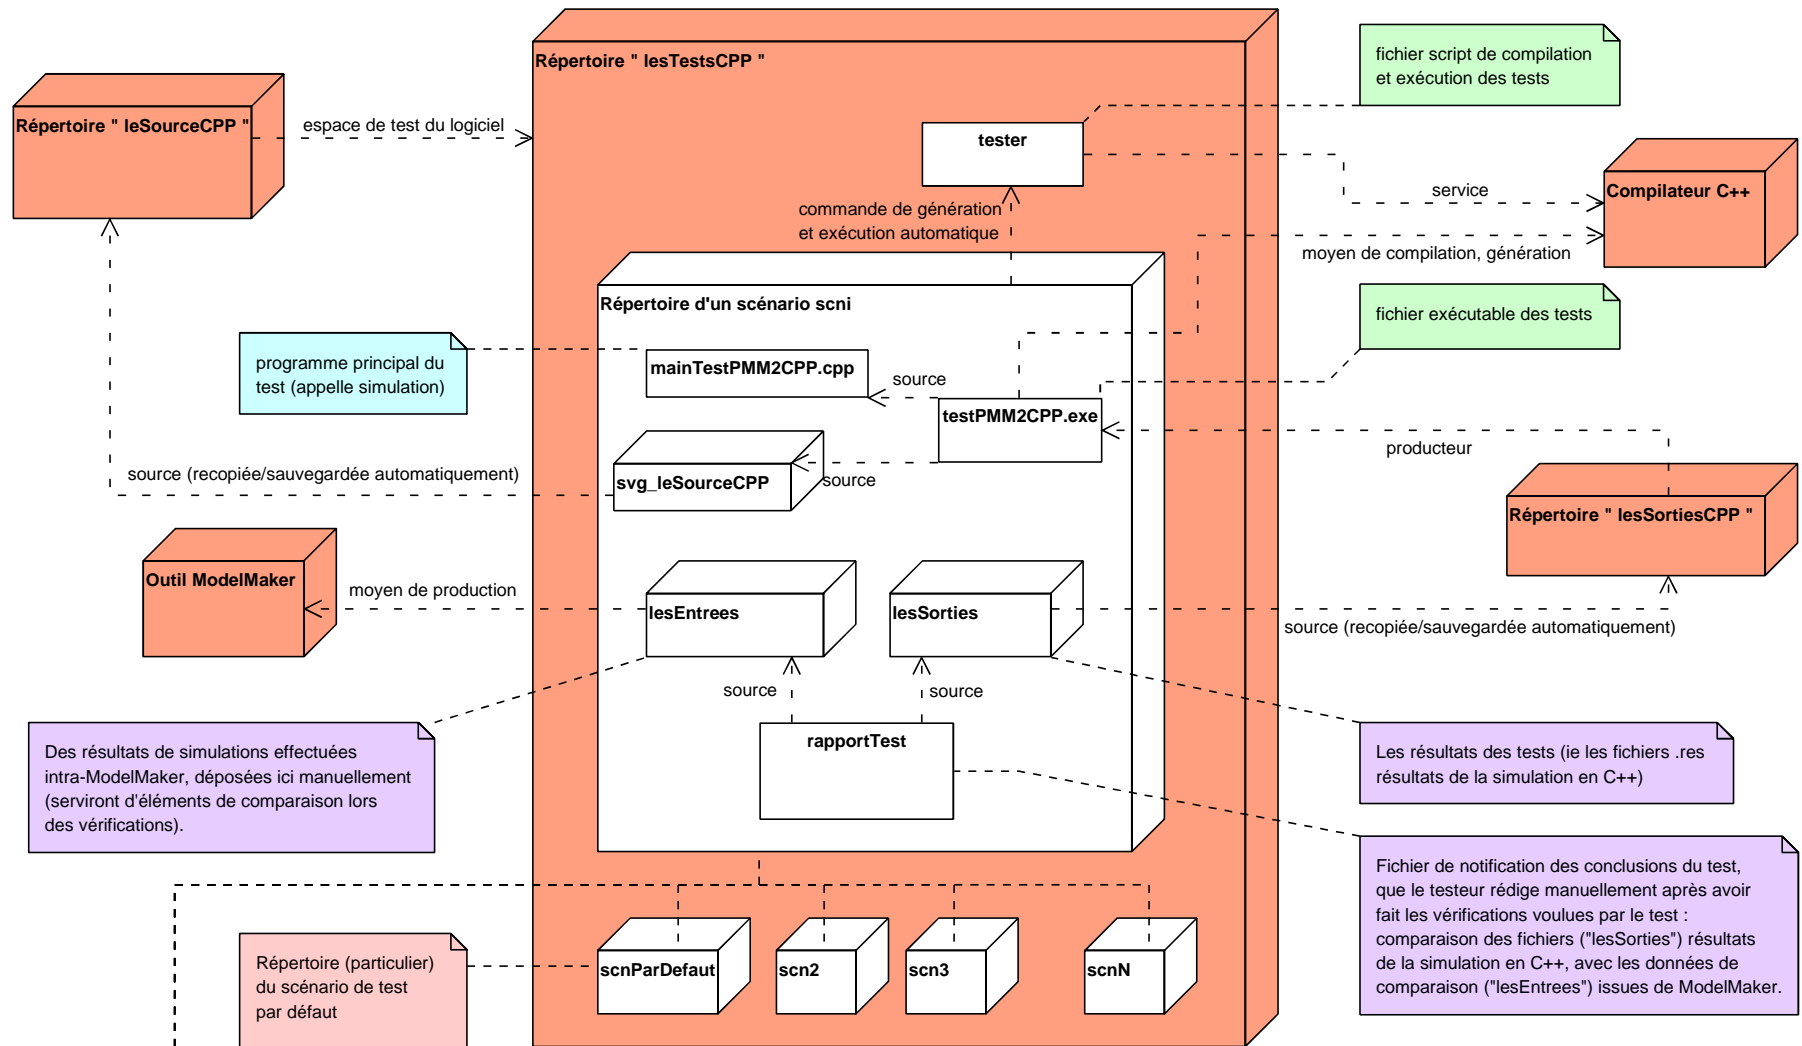 Répertoire " lesTestsCPP "
fichier script de compilation
et exécution des tests
Répertoire " leSourceCPP "
espace de test du logiciel
tester
Compilateur C++
service
commande de génération
et exécution automatique
moyen de compilation, génération
Répertoire d'un scénario scni
fichier exécutable des tests
programme principal du
test (appelle simulation)
mainTestPMM2CPP.cpp
source
testPMM2CPP.exe
producteur
source (recopiée/sauvegardée automatiquement)
svg_leSourceCPP
source
Répertoire " lesSortiesCPP "
Outil ModelMaker
moyen de production
lesEntrees
lesSorties
source (recopiée/sauvegardée automatiquement)
source
source
rapportTest
Des résultats de simulations effectuées
intra-ModelMaker, déposées ici manuellement
(serviront d'éléments de comparaison lors
des vérifications).
Les résultats des tests (ie les fichiers .res
résultats de la simulation en C++)
Fichier de notification des conclusions du test,
que le testeur rédige manuellement après avoir
fait les vérifications voulues par le test :
comparaison des fichiers ("lesSorties") résultats
de la simulation en C++, avec les données de
comparaison ("lesEntrees") issues de ModelMaker.
Répertoire (particulier)
du scénario de test
par défaut
scnParDefaut
scn2
scn3
scnN